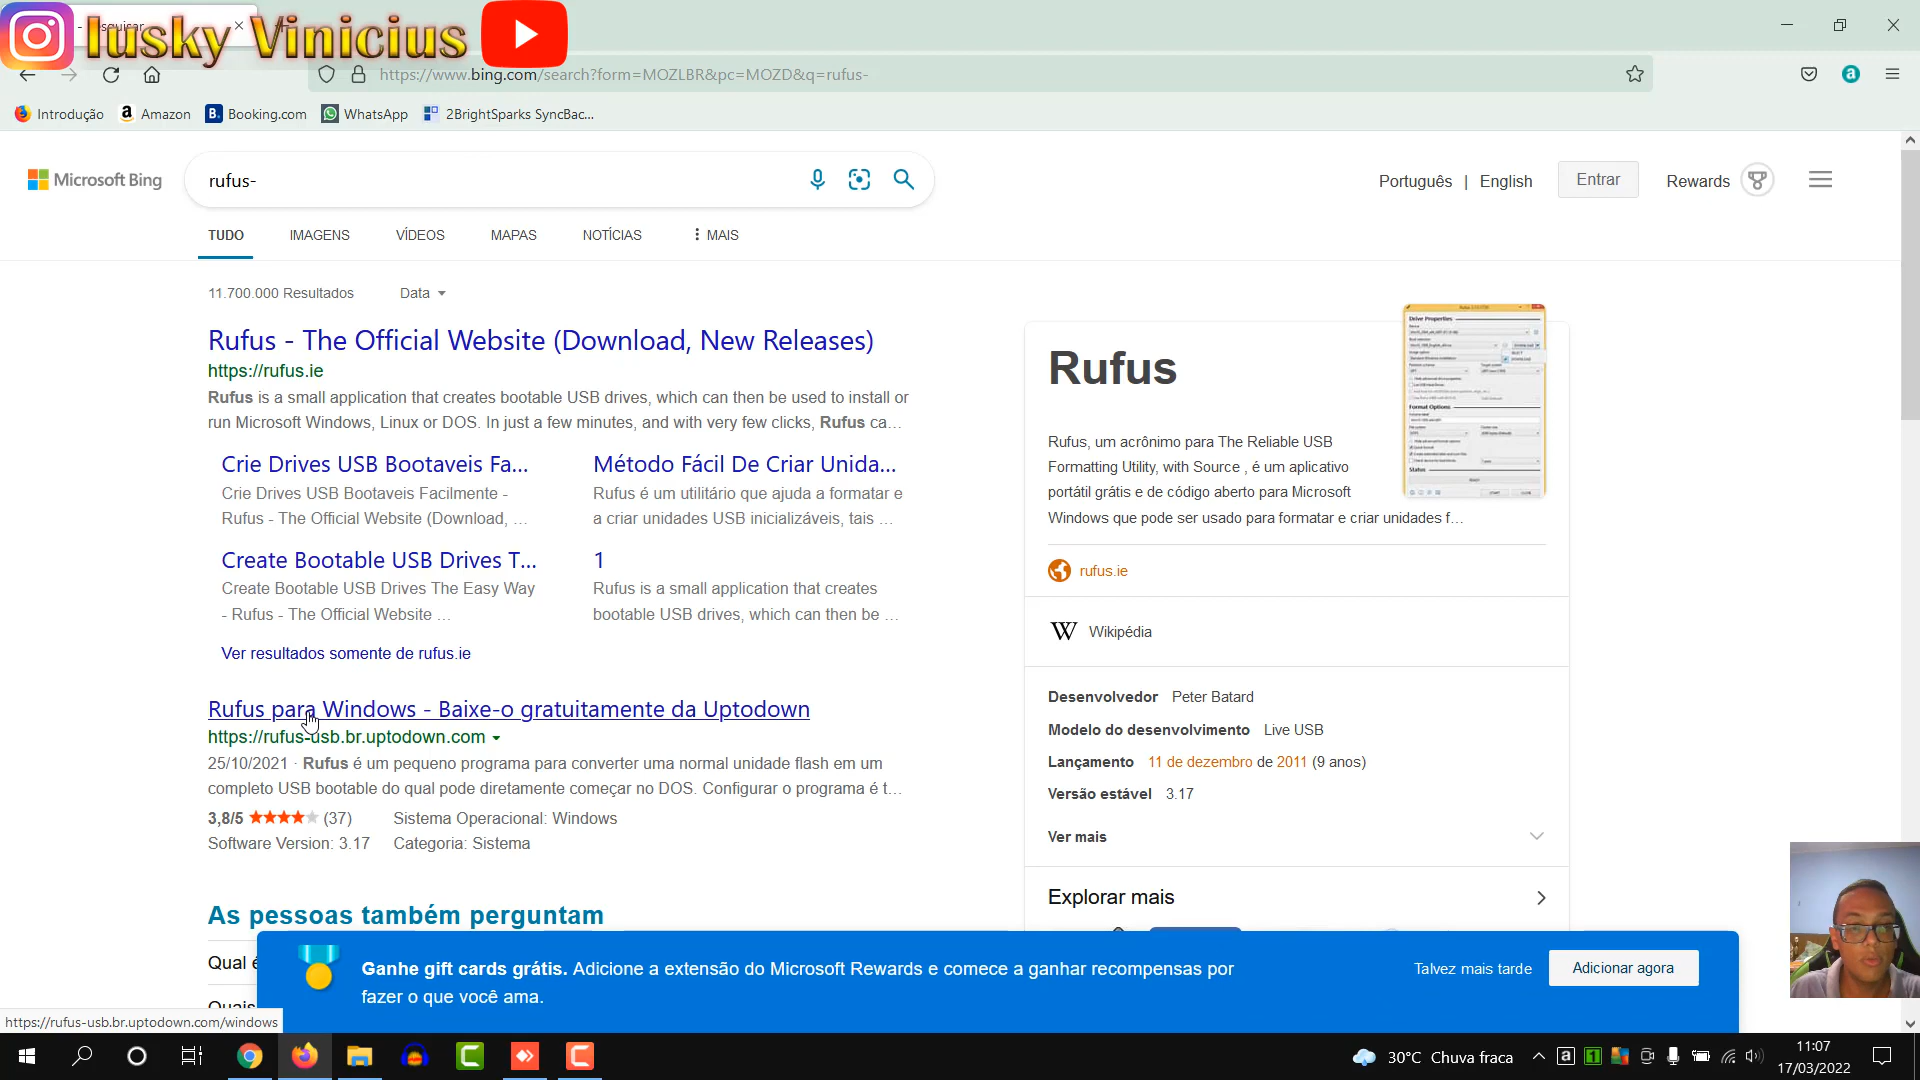 Iusky Vinicius
https://www.bing.com/search?form=MOZLBR&pc=MOZD&q=rufus-
Introdução
Amazon
Booking.com
WhatsApp
2BrightSparks SyncBac...
Microsoft Bing
rufus-
Português | English
Entrar
Rewards
TUDO
IMAGENS
VÍDEOS
MAPAS
NOTÍCIAS
MAIS
11.700.000 Resultados
Data
Rufus - The Official Website (Download, New Releases)
https://rufus.ie
Rufus is a small application that creates bootable USB drives, which can then be used to install or
run Microsoft Windows, Linux or DOS. In just a few minutes, and with very few clicks, Rufus ca...
Crie Drives USB Bootaveis Fa...
Crie Drives USB Bootaveis Facilmente -
Rufus - The Official Website (Download, ...
Método Fácil De Criar Unida...
Rufus é um utilitário que ajuda a formatar e
a criar unidades USB inicializáveis, tais ...
Create Bootable USB Drives T...
Create Bootable USB Drives The Easy Way
- Rufus - The Official Website ...
1
Rufus is a small application that creates
bootable USB drives, which can then be ...
Ver resultados somente de rufus.ie
Rufus para Windows - Baixe-o gratuitamente da Uptodown
https://rufus-usb.br.uptodown.com
25/10/2021 · Rufus é um pequeno programa para converter uma normal unidade flash em um
completo USB bootable do qual pode diretamente começar no DOS. Configurar o programa é t...
3,8/5
(37)
Sistema Operacional: Windows
Software Version: 3.17
Categoria: Sistema
As pessoas também perguntam
Qual é
Quais
Rufus
Drive Properties
Format Options
Status
Rufus, um acrônimo para The Reliable USB
Formatting Utility, with Source , é um aplicativo
portátil grátis e de código aberto para Microsoft
Windows que pode ser usado para formatar e criar unidades f...
rufus.ie
W Wikipédia
Desenvolvedor Peter Batard
Modelo do desenvolvimento Live USB
Lançamento 11 de dezembro de 2011 (9 anos)
Versão estável 3.17
Ver mais
Explorar mais
Ganhe gift cards grátis. Adicione a extensão do Microsoft Rewards e comece a ganhar recompensas por
fazer o que você ama.
Talvez mais tarde
Adicionar agora
https://rufus-usb.br.uptodown.com/windows
30°C Chuva fraca
11:07
17/03/2022